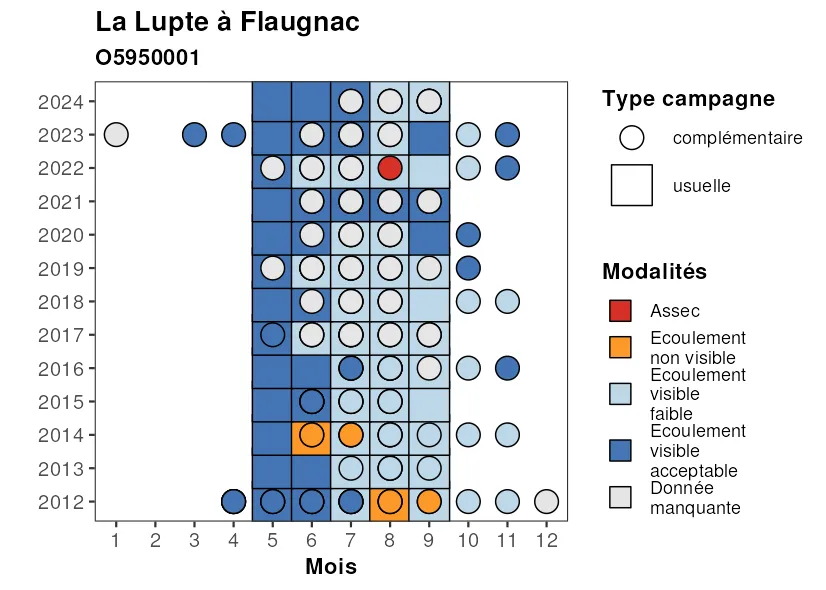 La Lupte à Flaugnac
O5950001
2024
2023
2022
2021
2020
2019
2018
2017
2016
2015
2014
2013
2012
1 2 3 4 5 6 7 8 9 10 11 12
Mois
Type campagne
complémentaire
usuelle
Modalités
Assec
Ecoulement
non visible
Ecoulement
visible
faible
Ecoulement
visible
acceptable
Donnée
manquante